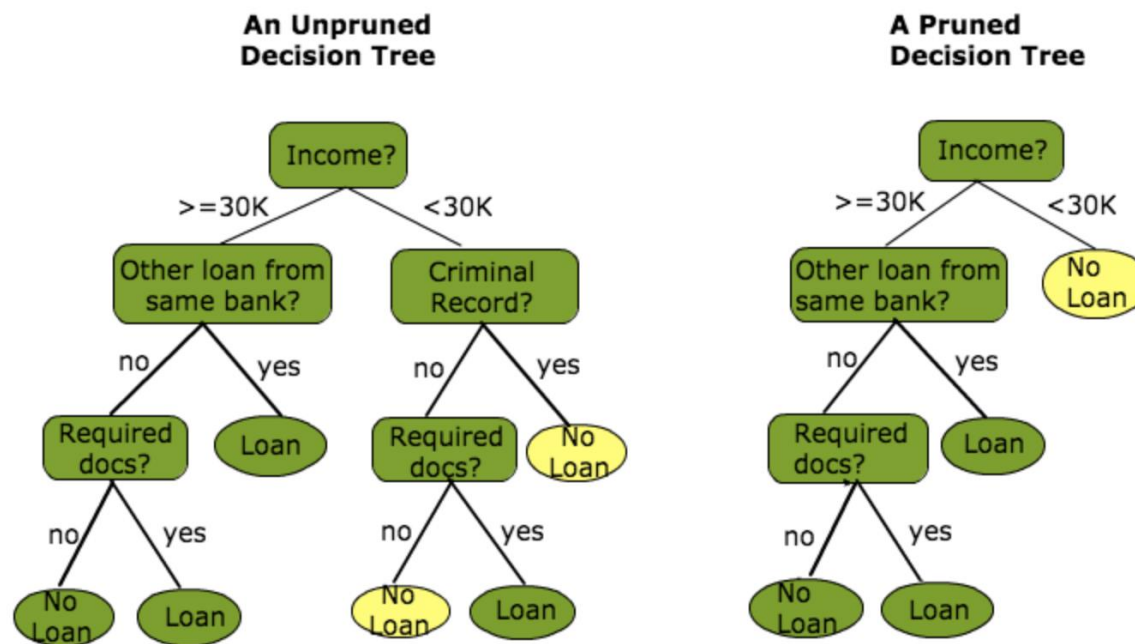 An Unpruned
Decision Tree
A Pruned
Decision Tree
Income?
>=30K
<30K
Other loan from
same bank?
Criminal
Record?
no
yes
no
yes
Required
docs?
Loan
Required
docs?
No
Loan
no
yes
no
yes
No
Loan
Loan
No
Loan
Loan
Income?
>=30K
<30K
Other loan from
same bank?
No
Loan
no
yes
Required
docs?
Loan
no
yes
No
Loan
Loan